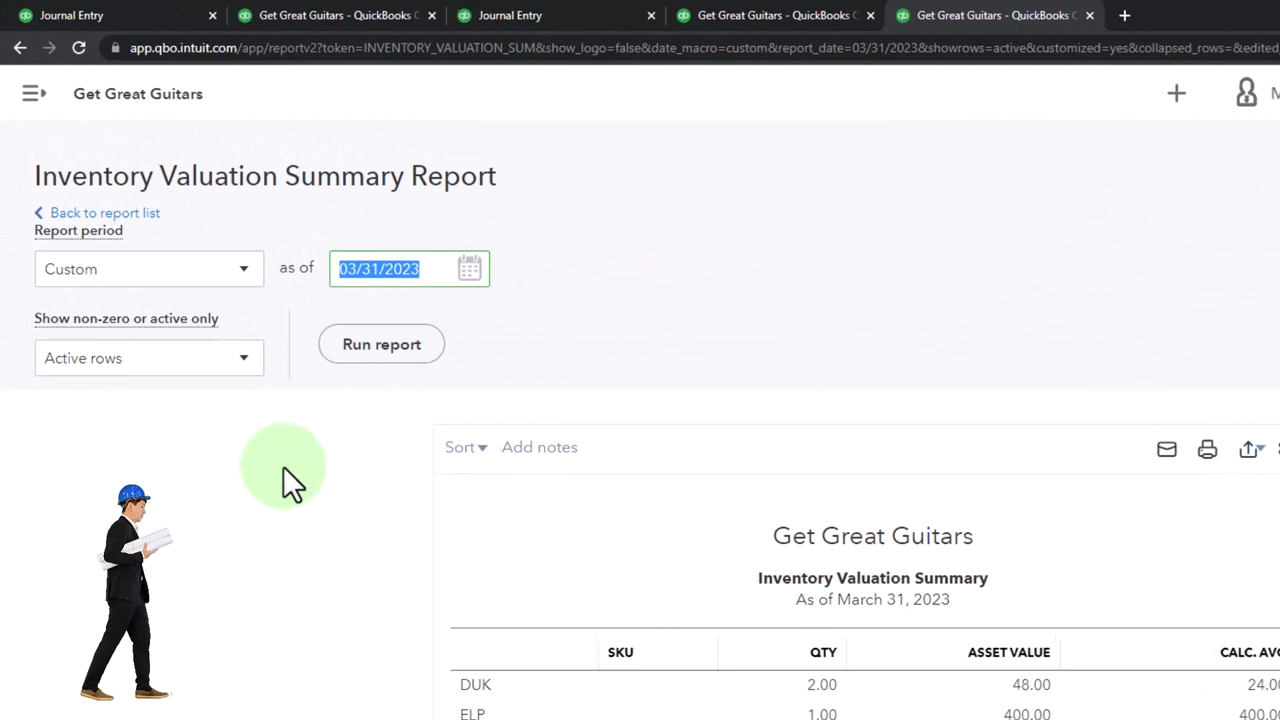 Journal Entry
Get Great Guitars - QuickBooks C
Journal Entry
Get Great Guitars - QuickBooks C
Get Great Guitars - QuickBooks C
app.qbo.intuit.com/app/reportv2?token=INVENTORY_VALUATION_SUM&show_logo=false&date_macro=custom&report_date=03/31/2023&showrows=active&customized=yes&collapsed_rows=&edited_
Get Great Guitars
M
Inventory Valuation Summary Report
Back to report list
Report period
Custom
as of
03/31/2023
Show non-zero or active only
Active rows
Run report
Sort
Add notes
Get Great Guitars
Inventory Valuation Summary
As of March 31, 2023
SKU QTY ASSET VALUE CALC. AVG
DUK 2.00 48.00 24.00
ELP 1.00 400.00 400.00